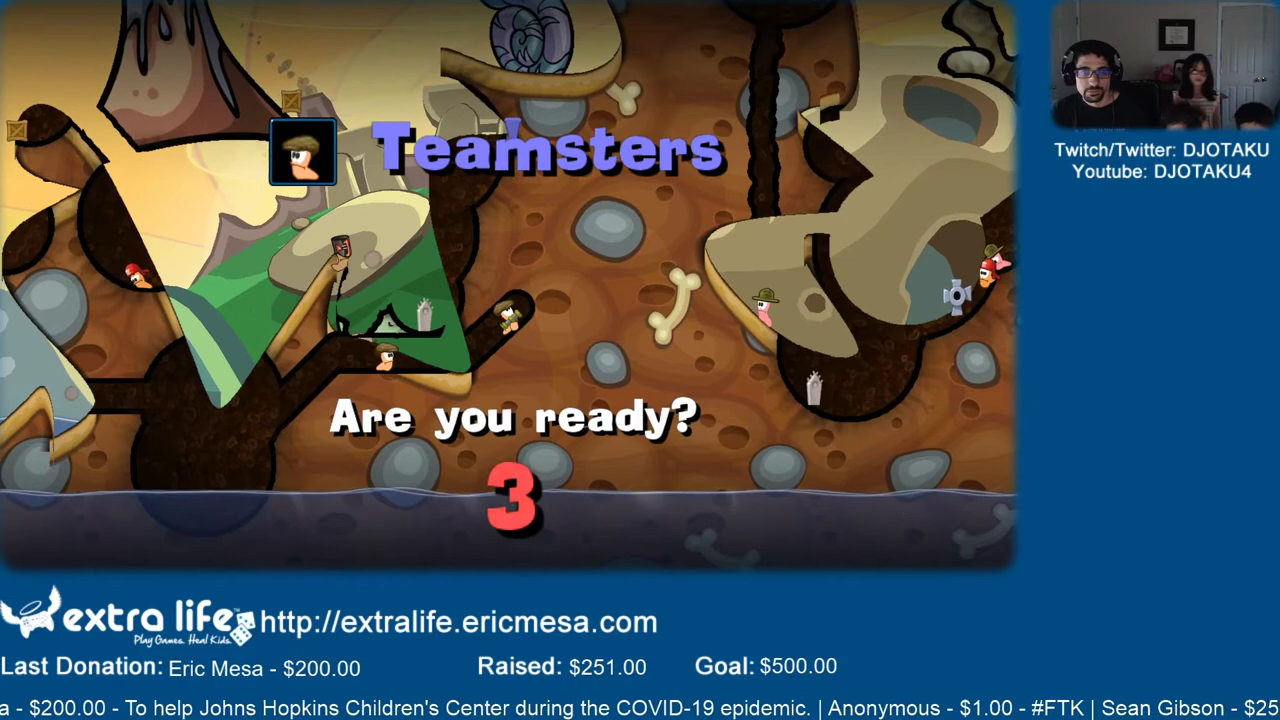 Teamsters
Twitch/Twitter: DJOTAKU
Youtube: DJOTAKU4
Are you ready?
3
extra life
Play Games. Heal Kids.
http://extralife.ericmesa.com
Last Donation: Eric Mesa - $200.00
Raised: $251.00
Goal: $500.00
a - $200.00 - To help Johns Hopkins Children's Center during the COVID-19 epidemic. | Anonymous - $1.00 - #FTK | Sean Gibson - $25